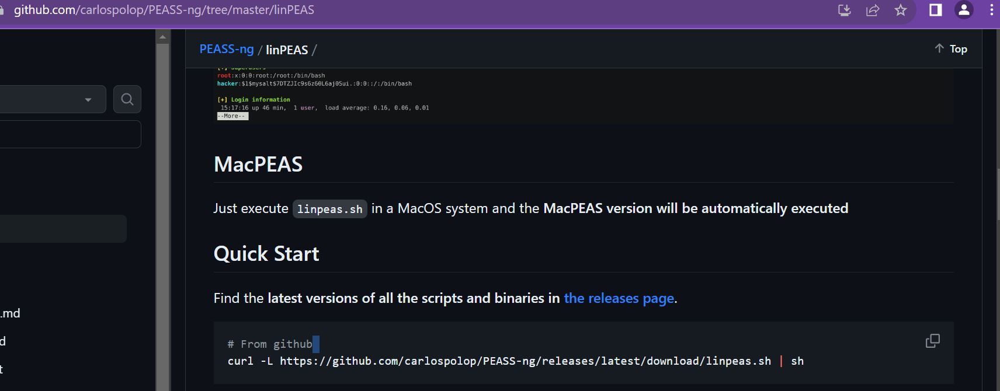 github.com/carlospolop/PEASS-ng/tree/master/linPEAS
PEASS-ng / linPEAS /
Top
[+] Superusers
root:x:0:0:root:/root:/bin/bash
hacker:$1$mysalt$7DTZJIc9s6z60L6aj0Sui.:0:0::/:/bin/bash
[+] Login information
15:17:16 up 46 min, 1 user, load average: 0.16, 0.06, 0.01
--More--
MacPEAS
Just execute linpeas.sh in a MacOS system and the MacPEAS version will be automatically executed
Quick Start
Find the latest versions of all the scripts and binaries in the releases page.
.md
d
t
# From github
curl -L https://github.com/carlospolop/PEASS-ng/releases/latest/download/linpeas.sh | sh